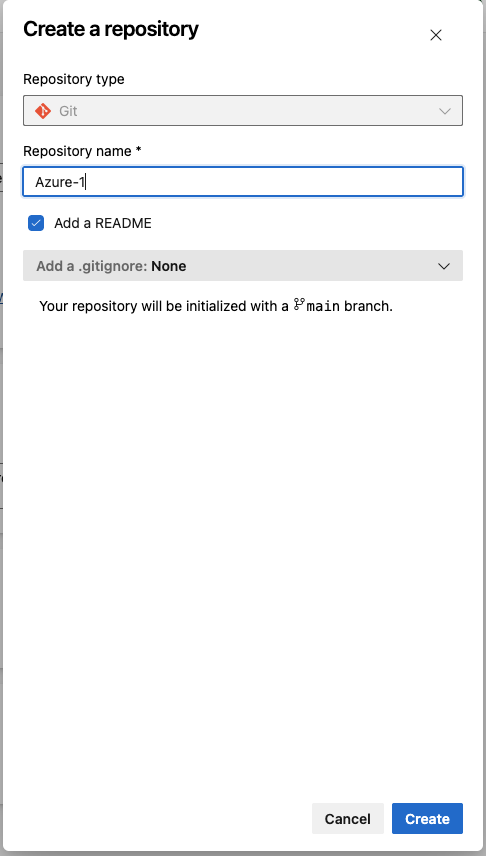 Create a repository
Repository type
Git
Repository name *
Azure-1
Add a README
Add a .gitignore: None
Your repository will be initialized with a main branch.
Cancel
Create